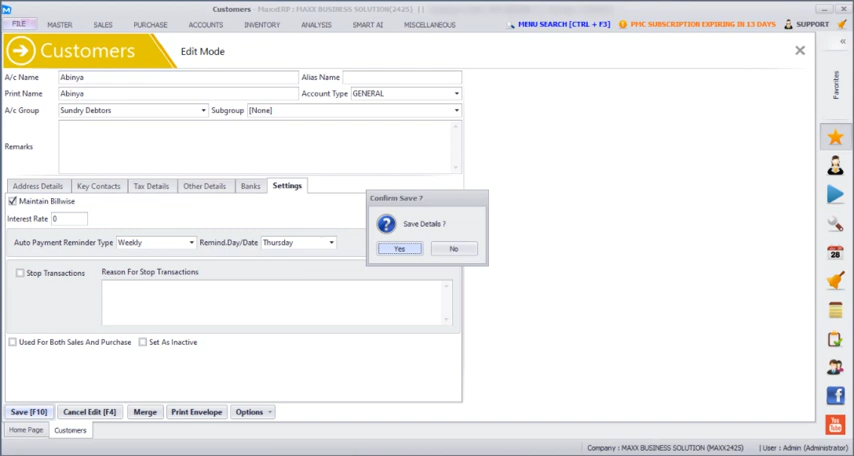 Customers - MaxxERP : MAXX BUSINESS SOLUTION(2425) ||
FILE MASTER SALES PURCHASE ACCOUNTS INVENTORY ANALYSIS SMART AI MISCELLANEOUS MENU SEARCH [CTRL + F3] PMC SUBSCRIPTION EXPIRING IN 13 DAYS SUPPORT
Customers Edit Mode
A/c Name Abinya Alias Name
Print Name Abinya Account Type GENERAL
A/c Group Sundry Debtors Subgroup [None]
Remarks
Address Details Key Contacts Tax Details Other Details Banks Settings
Maintain Billwise
Interest Rate 0
Auto Payment Reminder Type Weekly Remind.Day/Date Thursday
Stop Transactions Reason For Stop Transactions
Used For Both Sales And Purchase Set As Inactive
Confirm Save ?
Save Details ?
Yes No
Save [F10] Cancel Edit [F4] Merge Print Envelope Options
Home Page Customers
Company : MAXX BUSINESS SOLUTION (MAXX2425) | User : Admin (Administrator)
Favorites
28
You
Tube